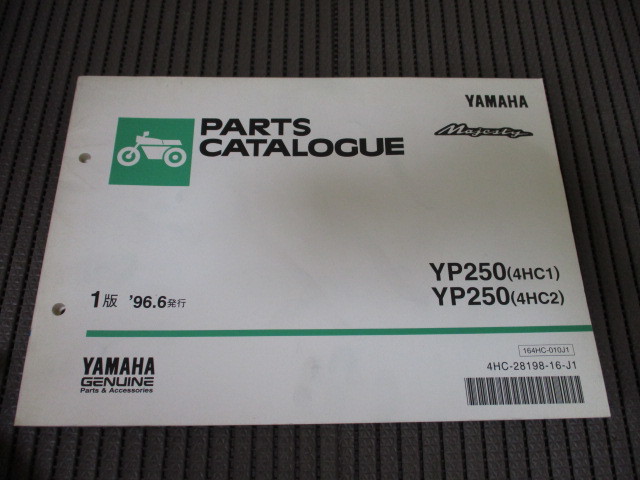 YAMAHA
Majesty
PARTS
CATALOGUE
YP250(4HC1)
YP250(4HC2)
1版 '96.6発行
164HC-010J1
4HC-28198-16-J1
YAMAHA
GENUINE
Parts & Accessories